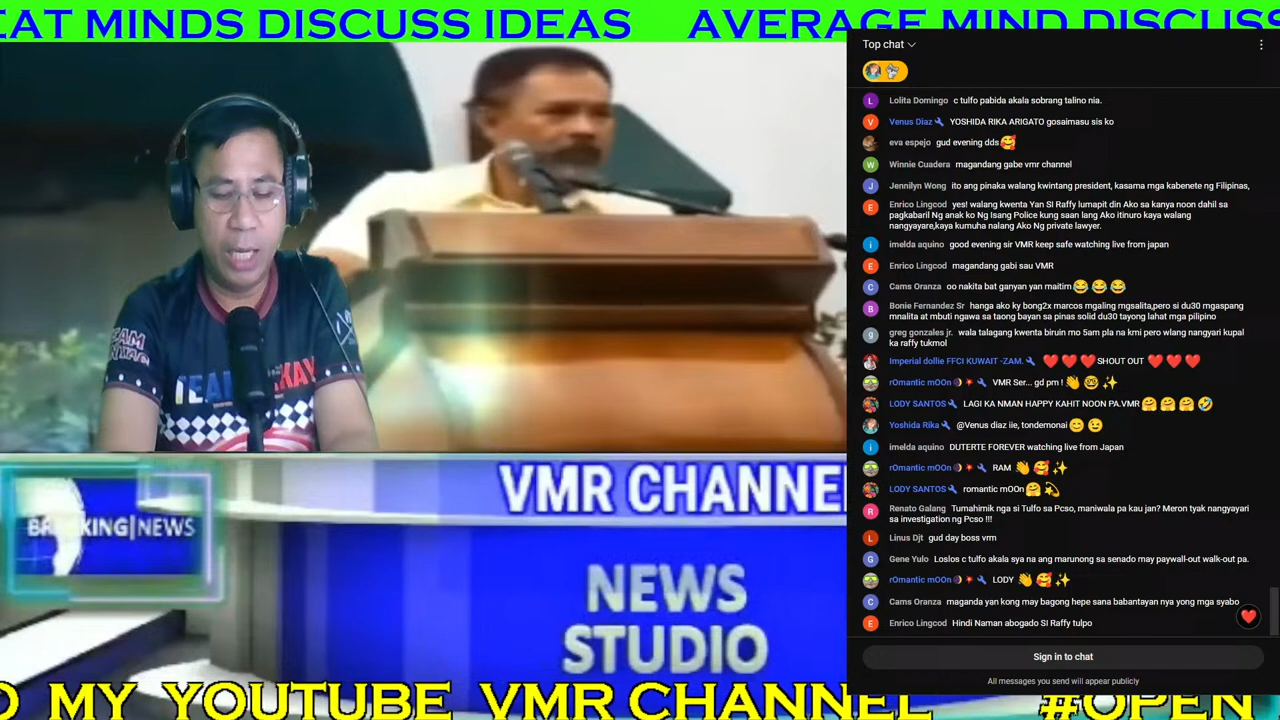 EAT MINDS DISCUSS IDEAS AVERAGE MIND DISCUSS
Top chat
Lolita Domingo c tulfo pabida akala sobrang talino nia.
Venus Diaz YOSHIDA RIKA ARIGATO gosaimasu sis ko
eva espejo gud evening dds🥰
Winnie Cuadera magandang gabe vmr channel
Jennilyn Wong ito ang pinaka walang kwintang president, kasama mga kabenete ng Filipinas,
Enrico Lingcod yes! walang kwenta Yan SI Raffy lumapit din Ako sa kanya noon dahil sa
pagkabaril Ng anak ko Ng Isang Police kung saan lang Ako itinuro kaya walang
nangyayare,kaya kumuha nalang Ako Ng private lawyer.
imelda aquino good evening sir VMR keep safe watching live from japan
Enrico Lingcod magandang gabi sau VMR
Cams Oranza oo nakita bat ganyan yan maitim😂😂😂
Bonie Fernandez Sr hanga ako ky bong2x marcos mgaling mgsalita,pero si du30 mgaspang
mnalita at mbuti ngawa sa taong bayan sa pinas solid du30 tayong lahat mga pilipino
greg gonzales jr. wala talagang kwenta biruin mo 5am pla na kmi pero wlang nangyari kupal
ka raffy tukmol
Imperial dollie FFCI KUWAIT -ZAM. ❤️❤️❤️SHOUT OUT ❤️❤️❤️
rOmantic mOOn VMR Ser... gd pm ! 👋🤓✨
LODY SANTOS LAGI KA NMAN HAPPY KAHIT NOON PA.VMR🤗🤗🤗🤣
Yoshida Rika @Venus diaz iie, tondemonai😊😉
imelda aquino DUTERTE FOREVER watching live from Japan
rOmantic mOOn RAM 👋🥰✨
LODY SANTOS romantic mOOn🤗💫
Renato Galang Tumahimik nga si Tulfo sa Pcso, maniwala pa kau jan? Meron tyak nangyayari
sa investigation ng Pcso !!!
Linus Djt gud day boss vrm
Gene Yulo Loslos c tulfo akala sya na ang marunong sa senado may paywall-out walk-out pa.
rOmantic mOOn LODY 👋🥰✨
Cams Oranza maganda yan kong may bagong hepe sana babantayan nya yong mga syabo
Enrico Lingcod Hindi Naman abogado SI Raffy tulpo
Sign in to chat
All messages you send will appear publicly
VMR CHANNE
BREAKING|NEWS
NEWS
STUDIO
O MY YOUTUBE VMR CHANNEL #OPEN